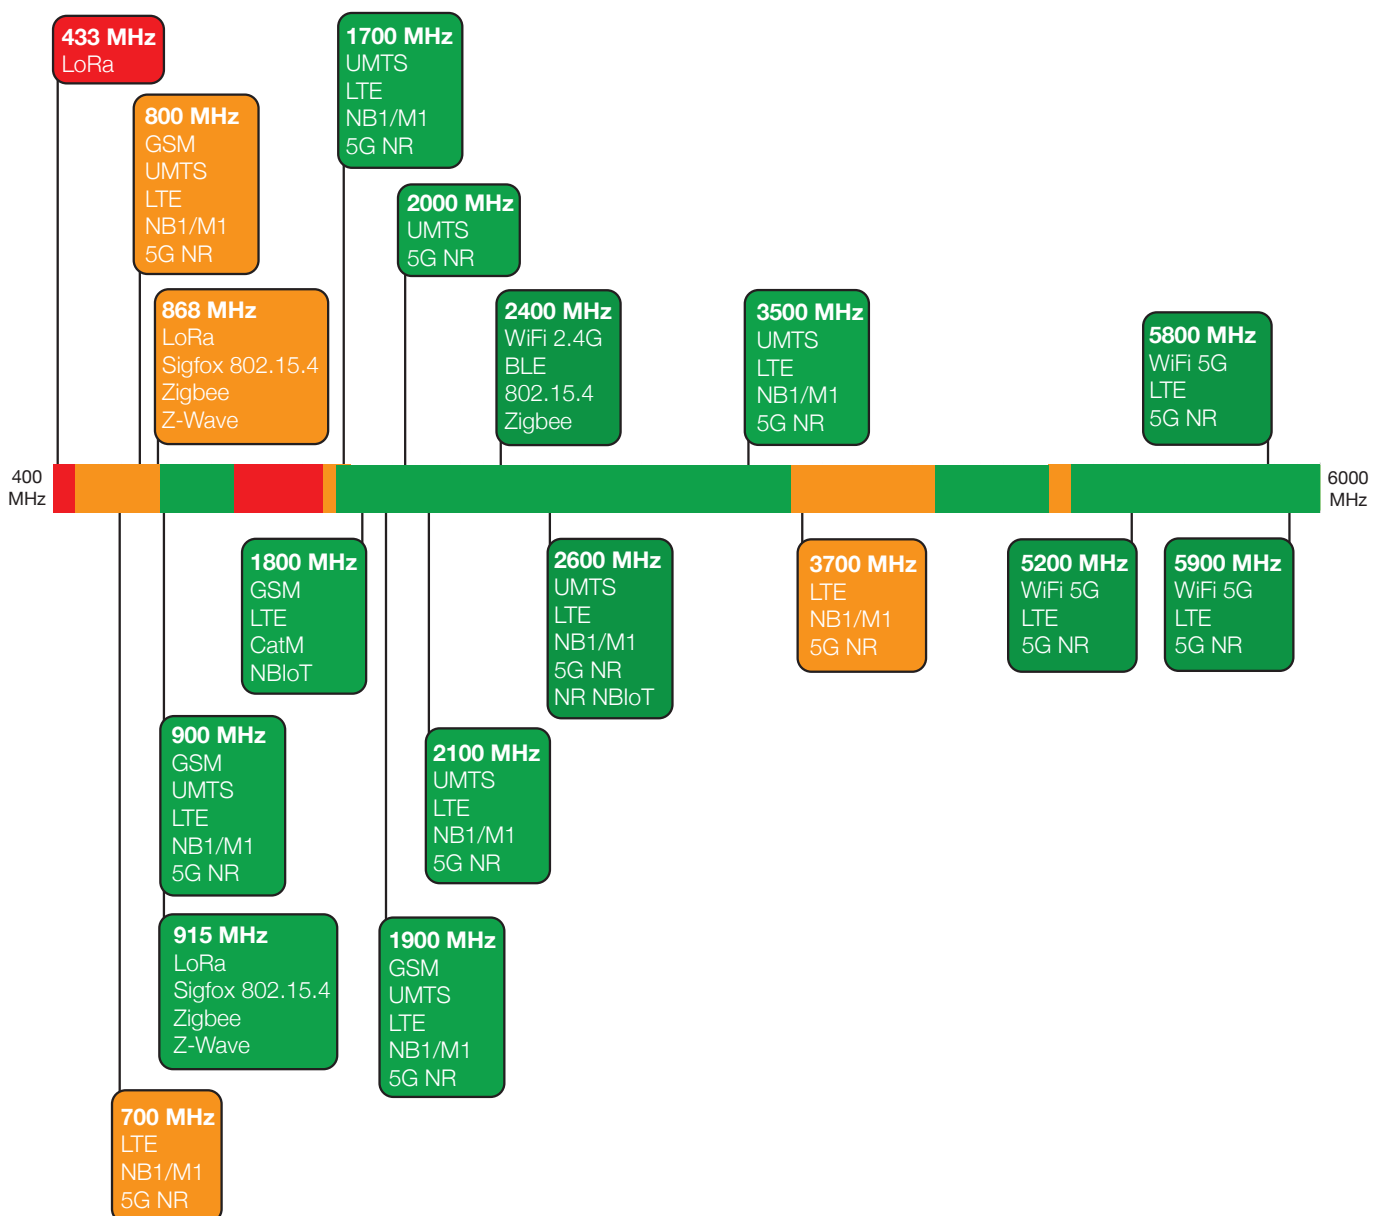 433 MHz
LoRa
800 MHz
GSM
UMTS
LTE
NB1/M1
5G NR
868 MHz
LoRa
Sigfox 802.15.4
Zigbee
Z-Wave
1700 MHz
UMTS
LTE
NB1/M1
5G NR
2000 MHz
UMTS
5G NR
2400 MHz
WiFi 2.4G
BLE
802.15.4
Zigbee
3500 MHz
UMTS
LTE
NB1/M1
5G NR
5800 MHz
WiFi 5G
LTE
5G NR
400
MHz
6000
MHz
1800 MHz
GSM
LTE
CatM
NBIoT
2600 MHz
UMTS
LTE
NB1/M1
5G NR
NR NBIoT
3700 MHz
LTE
NB1/M1
5G NR
5200 MHz
WiFi 5G
LTE
5G NR
5900 MHz
WiFi 5G
LTE
5G NR
900 MHz
GSM
UMTS
LTE
NB1/M1
5G NR
2100 MHz
UMTS
LTE
NB1/M1
5G NR
915 MHz
LoRa
Sigfox 802.15.4
Zigbee
Z-Wave
1900 MHz
GSM
UMTS
LTE
NB1/M1
5G NR
700 MHz
LTE
NB1/M1
5G NR